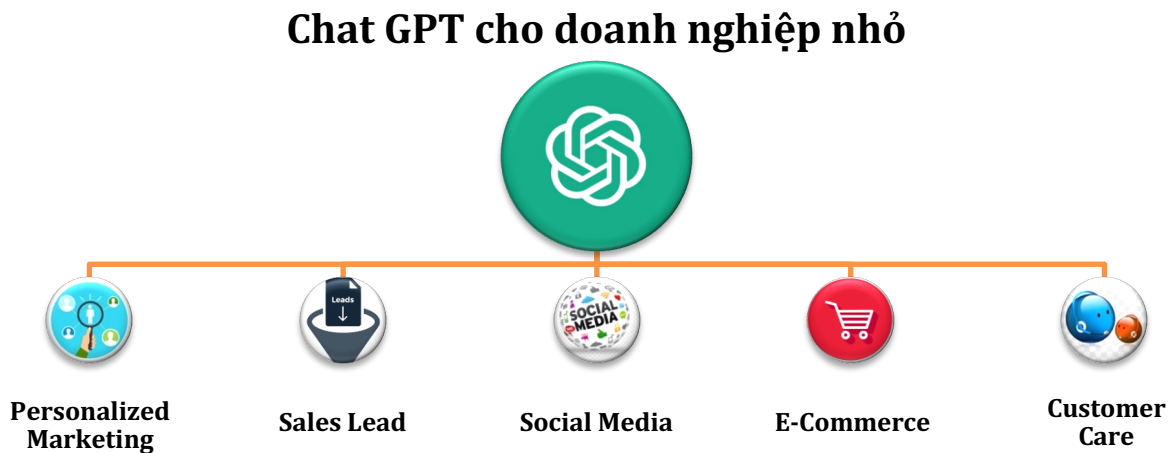 Chat GPT cho doanh nghiệp nhỏ
Leads
SOCIAL
MEDIA
Personalized
Marketing
Sales Lead
Social Media
E-Commerce
Customer
Care